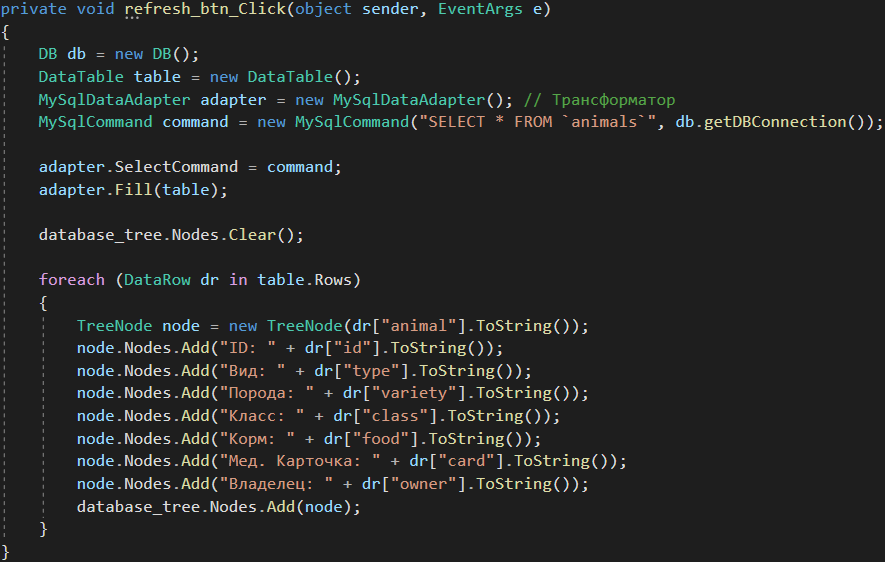 private void refresh_btn_Click(object sender, EventArgs e)
{
    DB db = new DB();
    DataTable table = new DataTable();
    MySqlDataAdapter adapter = new MySqlDataAdapter(); // Трансформатор
    MySqlCommand command = new MySqlCommand("SELECT * FROM `animals`", db.getDBConnection());

    adapter.SelectCommand = command;
    adapter.Fill(table);

    database_tree.Nodes.Clear();

    foreach (DataRow dr in table.Rows)
    {
        TreeNode node = new TreeNode(dr["animal"].ToString());
        node.Nodes.Add("ID: " + dr["id"].ToString());
        node.Nodes.Add("Вид: " + dr["type"].ToString());
        node.Nodes.Add("Порода: " + dr["variety"].ToString());
        node.Nodes.Add("Класс: " + dr["class"].ToString());
        node.Nodes.Add("Корм: " + dr["food"].ToString());
        node.Nodes.Add("Мед. Карточка: " + dr["card"].ToString());
        node.Nodes.Add("Владелец: " + dr["owner"].ToString());
        database_tree.Nodes.Add(node);
    }
}